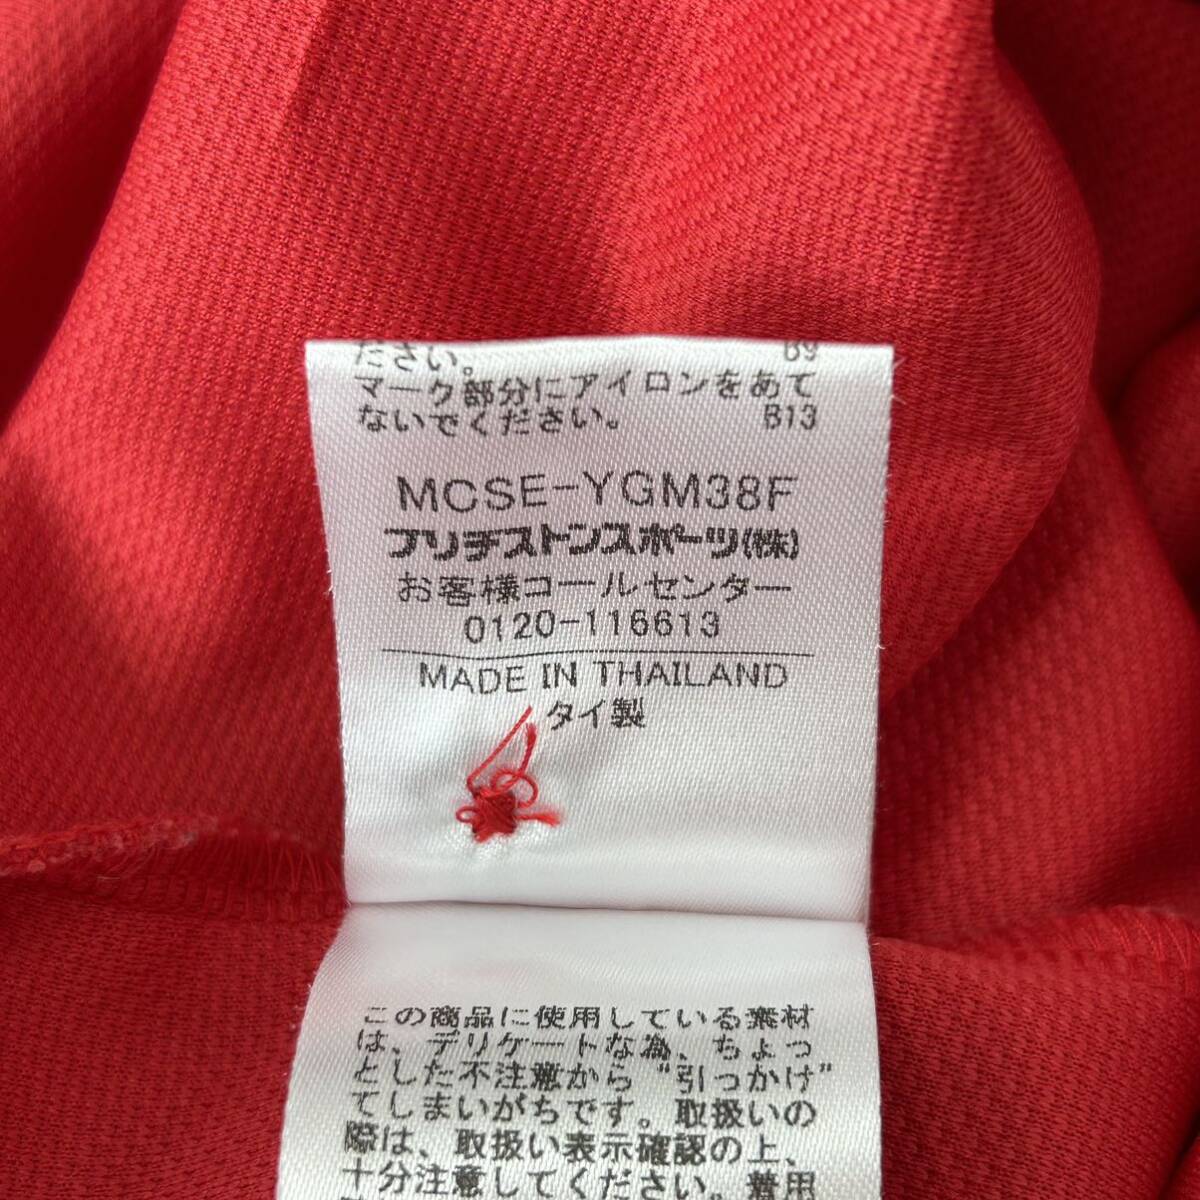 ださい。 B9
マーク部分にアイロンをあて
ないでください。 B13
MCSE-YGM38F
ブリヂストンスポーツ(株)
お客様コールセンター
0120-116613
MADE IN THAILAND
タイ製
この商品に使用している素材
は、デリケートな為、ちょっ
とした不注意から“引っかけ”
てしまいがちです。取扱いの
際は、取扱い表示確認の上、
十分注意してください。着用